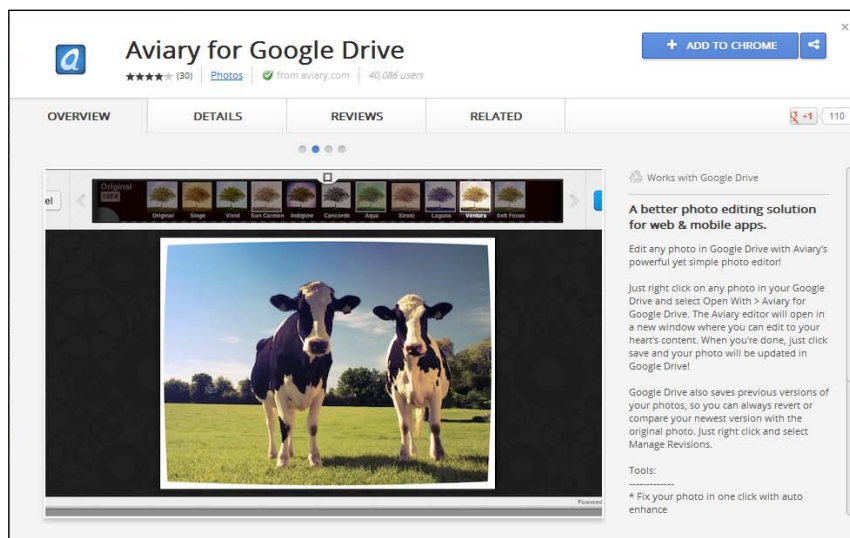 Aviary for Google Drive
(30) Photos from aviary.com 40,086 users
+ ADD TO CHROME
OVERVIEW DETAILS REVIEWS RELATED
+1 110
el
Original
Original Singe Vivid San Carmen Indiglow Concorde Aqua Strato Laguna Ventura Soft Focus
Powered
Works with Google Drive
A better photo editing solution
for web & mobile apps.
Edit any photo in Google Drive with Aviary's
powerful yet simple photo editor!
Just right click on any photo in your Google
Drive and select Open With > Aviary for
Google Drive. The Aviary editor will open in
a new window where you can edit to your
heart's content. When you're done, just click
save and your photo will be updated in
Google Drive!
Google Drive also saves previous versions of
your photos, so you can always revert or
compare your newest version with the
original photo. Just right click and select
Manage Revisions.
Tools:
-------------
* Fix your photo in one click with auto
enhance